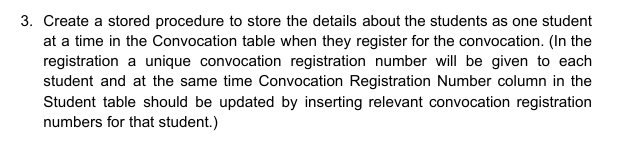 3. Create a stored procedure to store the details about the students as one student
at a time in the Convocation table when they register for the convocation. (In the
registration a unique convocation registration number will be given to each
student and at the same time Convocation Registration Number column in the
Student table should be updated by inserting relevant convocation registration
numbers for that student.)